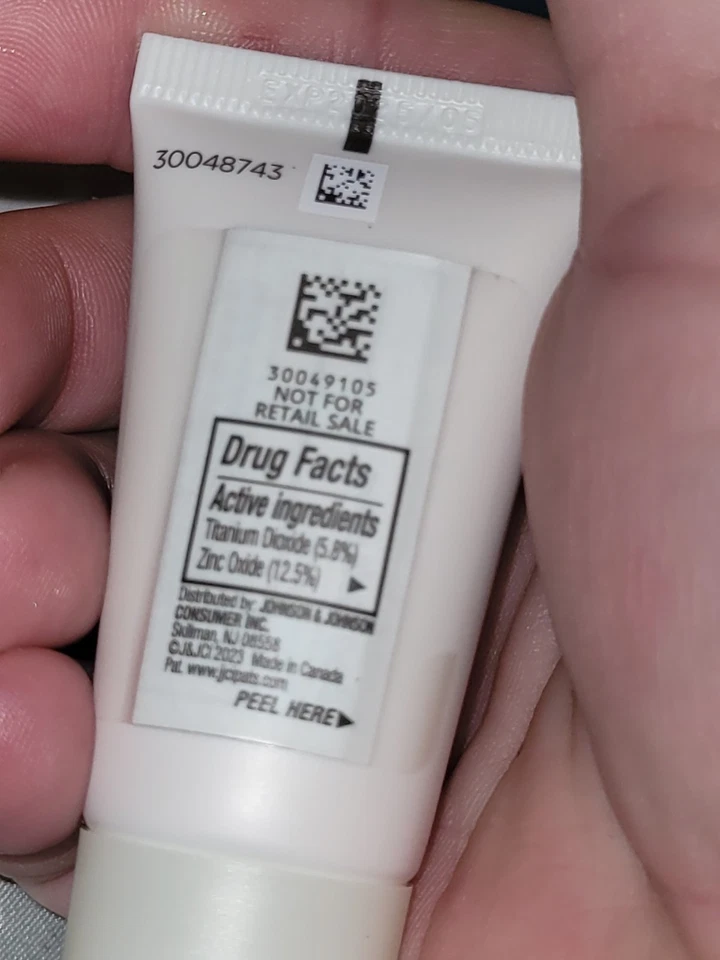 30048743
30049105
NOT FOR
RETAIL SALE
Drug Facts
Active ingredients
Titanium Dioxide (5.8%)
Zinc Oxide (12.5%)
Distributed by: JOHNSON & JOHNSON
CONSUMER INC.
Skillman, NJ 08558
©J&JCI 2023 Made in Canada
Pat. www.jjcipats.com
PEEL HERE